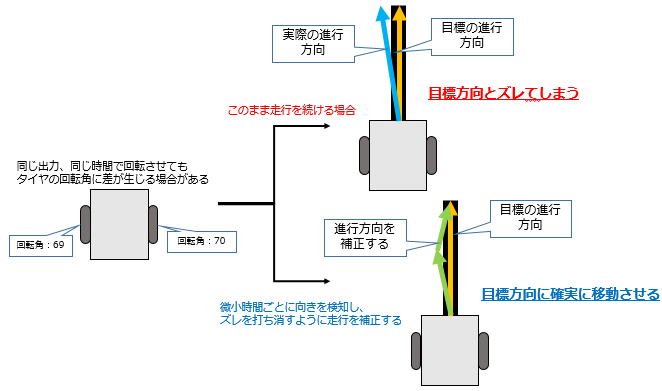 実際の進行
方向
目標の進行
方向
目標方向とズレてしまう
このまま走行を続ける場合
同じ出力、同じ時間で回転させても
タイヤの回転角に差が生じる場合がある
回転角：69
回転角：70
進行方向を
補正する
目標の進行
方向
目標方向に確実に移動させる
微小時間ごとに向きを検知し、
ズレを打ち消すように走行を補正する